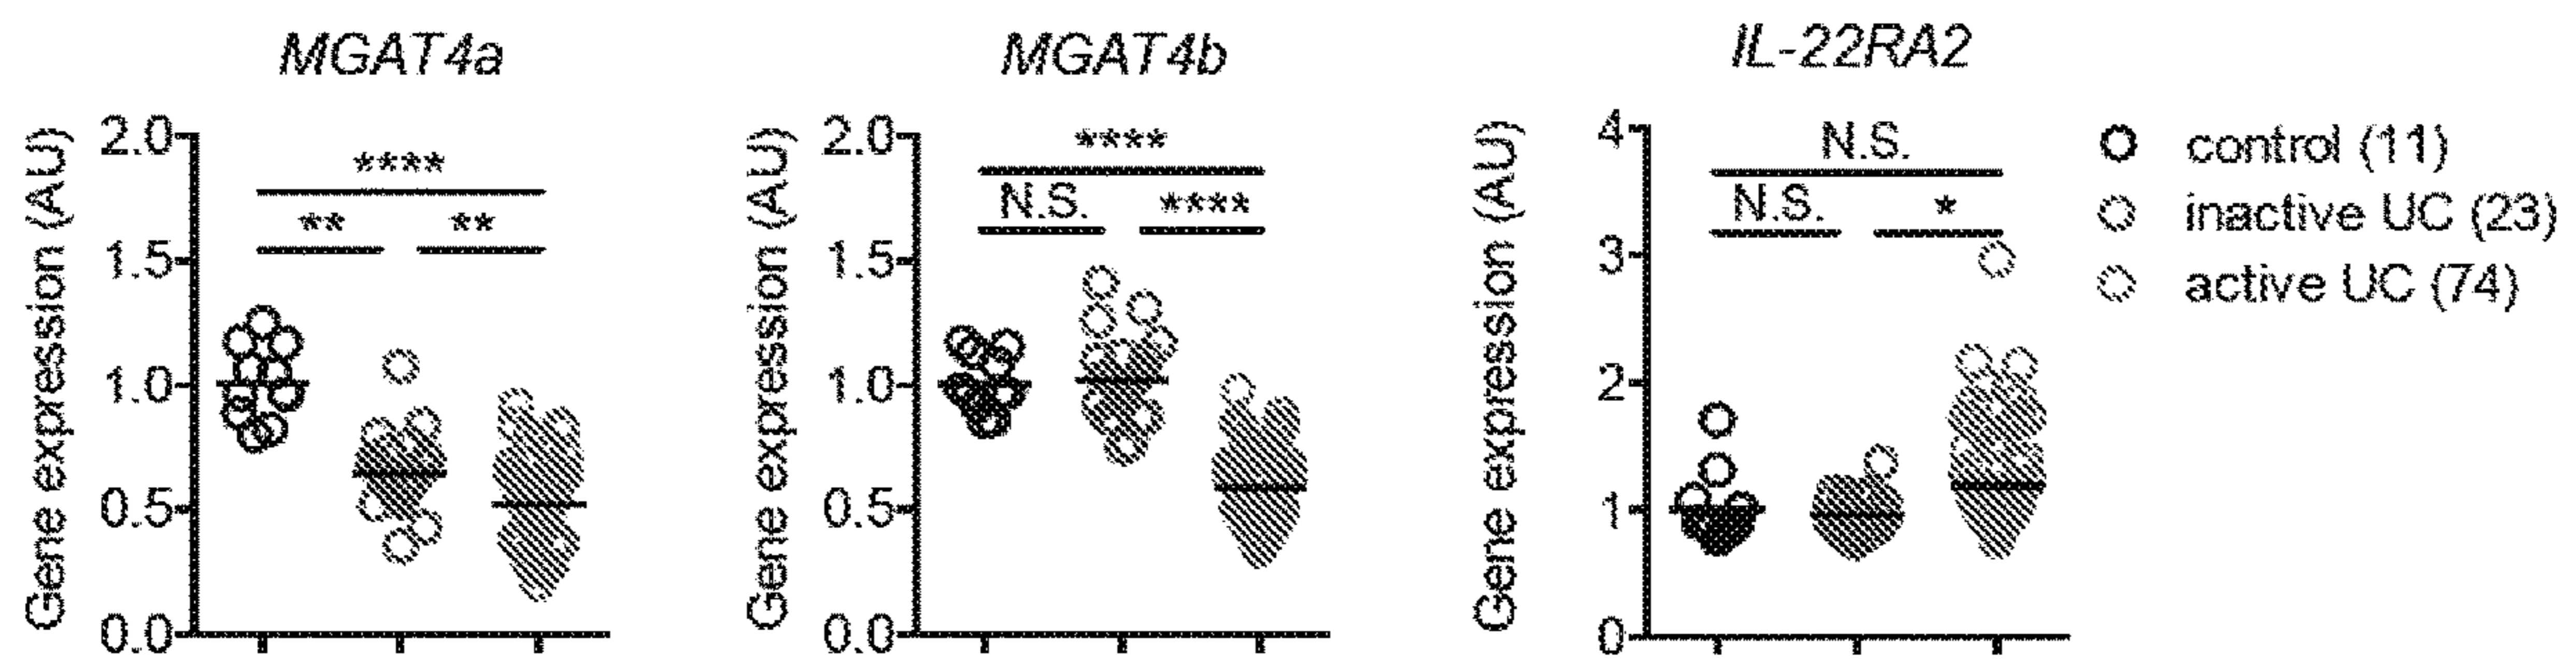 MGAT4a
Gene expression (AU)
2.0
1.5
1.0
0.5
0.0
****
** **
MGAT4b
Gene expression (AU)
2.0
1.5
1.0
0.5
0.0
****
N.S. ****
IL-22RA2
Gene expression (AU)
4
3
2
1
0
N.S.
N.S. *
control (11)
inactive UC (23)
active UC (74)